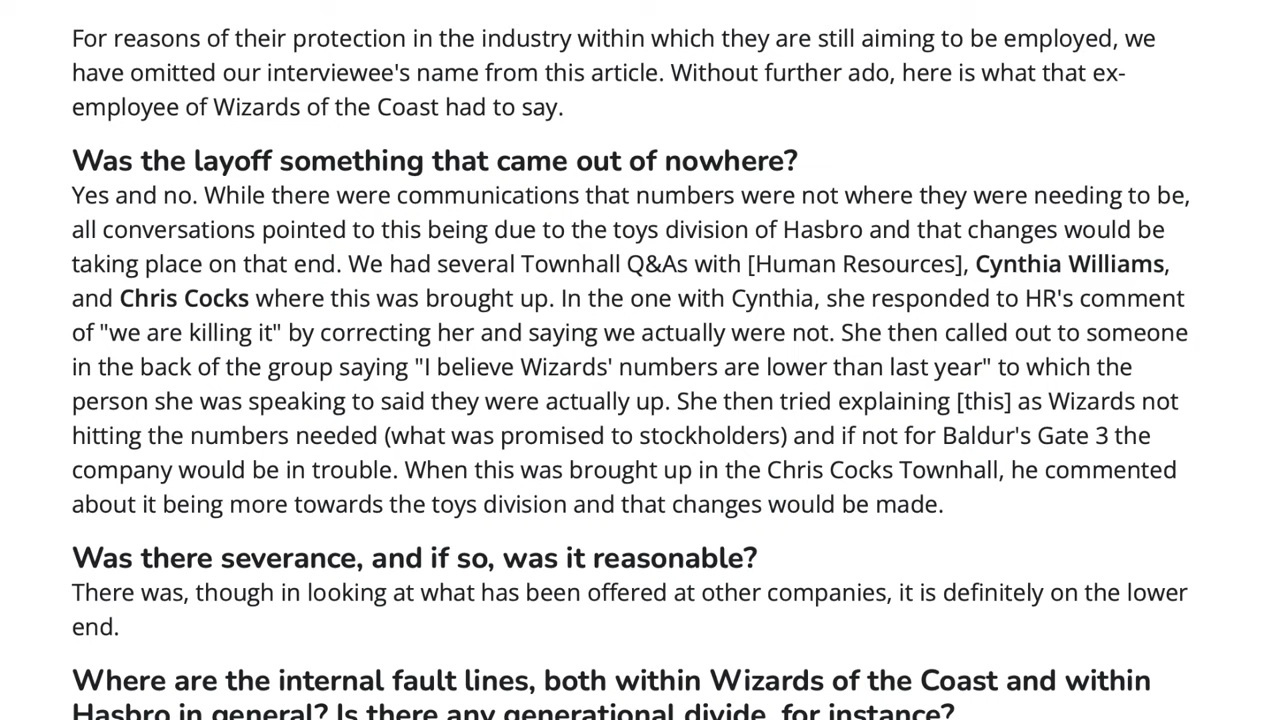 For reasons of their protection in the industry within which they are still aiming to be employed, we
have omitted our interviewee's name from this article. Without further ado, here is what that ex-
employee of Wizards of the Coast had to say.
Was the layoff something that came out of nowhere?
Yes and no. While there were communications that numbers were not where they were needing to be,
all conversations pointed to this being due to the toys division of Hasbro and that changes would be
taking place on that end. We had several Townhall Q&As with [Human Resources], Cynthia Williams,
and Chris Cocks where this was brought up. In the one with Cynthia, she responded to HR's comment
of "we are killing it" by correcting her and saying we actually were not. She then called out to someone
in the back of the group saying "I believe Wizards' numbers are lower than last year" to which the
person she was speaking to said they were actually up. She then tried explaining [this] as Wizards not
hitting the numbers needed (what was promised to stockholders) and if not for Baldur's Gate 3 the
company would be in trouble. When this was brought up in the Chris Cocks Townhall, he commented
about it being more towards the toys division and that changes would be made.
Was there severance, and if so, was it reasonable?
There was, though in looking at what has been offered at other companies, it is definitely on the lower
end.
Where are the internal fault lines, both within Wizards of the Coast and within
Hasbro in general? Is there any generational divide, for instance?